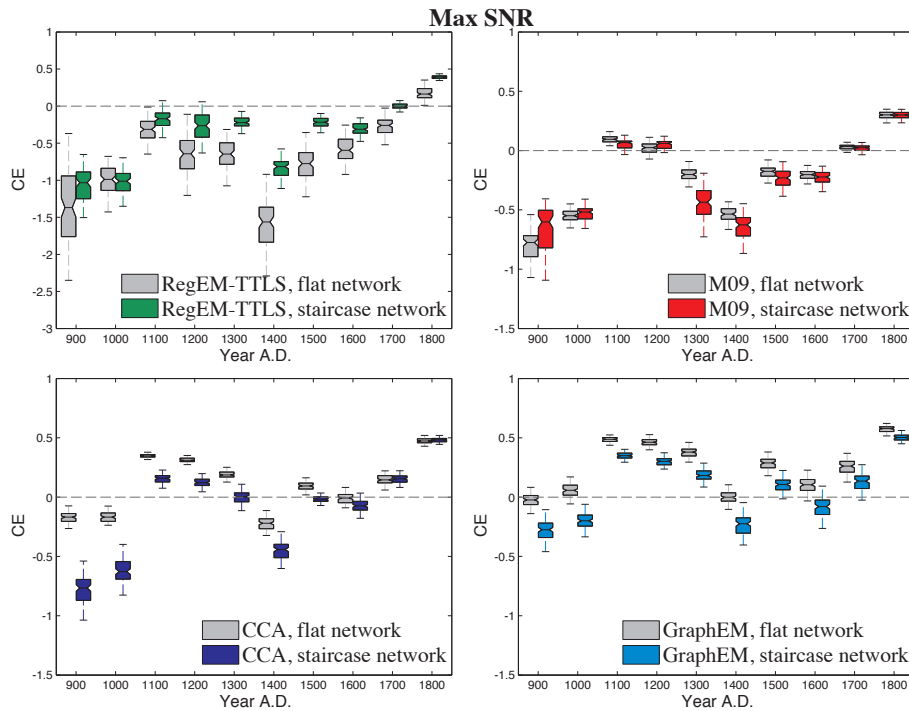 Max SNR
1
0.5
0
-0.5
-1
-1.5
-2
-2.5
-3
CE
RegEM-TTLS, flat network
RegEM-TTLS, staircase network
900 1000 1100 1200 1300 1400 1500 1600 1700 1800
Year A.D.
1
0.5
0
-0.5
-1
-1.5
CE
M09, flat network
M09, staircase network
900 1000 1100 1200 1300 1400 1500 1600 1700 1800
Year A.D.
1
0.5
0
-0.5
-1
-1.5
CE
CCA, flat network
CCA, staircase network
900 1000 1100 1200 1300 1400 1500 1600 1700 1800
Year A.D.
1
0.5
0
-0.5
-1
-1.5
CE
GraphEM, flat network
GraphEM, staircase network
900 1000 1100 1200 1300 1400 1500 1600 1700 1800
Year A.D.